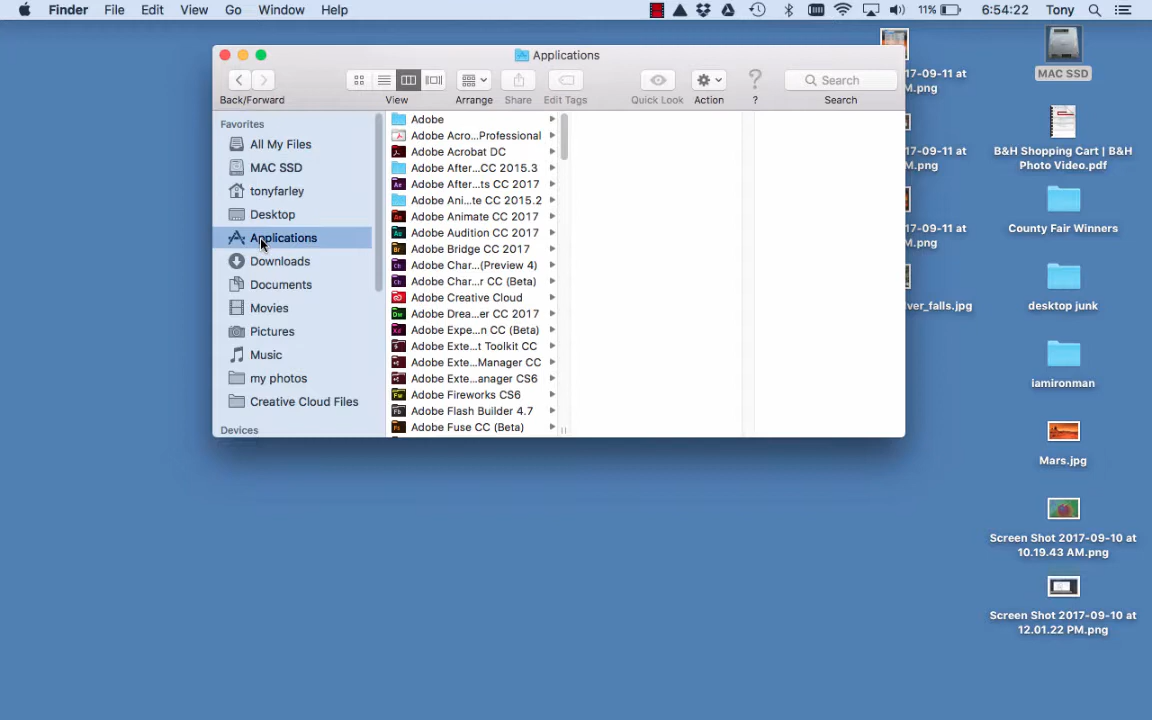 Finder File Edit View Go Window Help 11% 6:54:22 Tony
Applications
Search
Back/Forward View Arrange Share Edit Tags Quick Look Action ? Search
Favorites
All My Files
MAC SSD
tonyfarley
Desktop
Applications
Downloads
Documents
Movies
Pictures
Music
my photos
Creative Cloud Files
Devices
Adobe
Adobe Acro...Professional
Adobe Acrobat DC
Adobe After...CC 2015.3
Adobe After...ts CC 2017
Adobe Ani...te CC 2015.2
Adobe Animate CC 2017
Adobe Audition CC 2017
Adobe Bridge CC 2017
Adobe Char...(Preview 4)
Adobe Char...r CC (Beta)
Adobe Creative Cloud
Adobe Drea...er CC 2017
Adobe Expe...n CC (Beta)
Adobe Exte...t Toolkit CC
Adobe Exte...Manager CC
Adobe Exte...anager CS6
Adobe Fireworks CS6
Adobe Flash Builder 4.7
Adobe Fuse CC (Beta)
17-09-11 at
M.png
17-09-11 at
M.png
17-09-11 at
M.png
ver_falls.jpg
MAC SSD
B&H Shopping Cart | B&H
Photo Video.pdf
County Fair Winners
desktop junk
iamironman
Mars.jpg
Screen Shot 2017-09-10 at
10.19.43 AM.png
Screen Shot 2017-09-10 at
12.01.22 PM.png